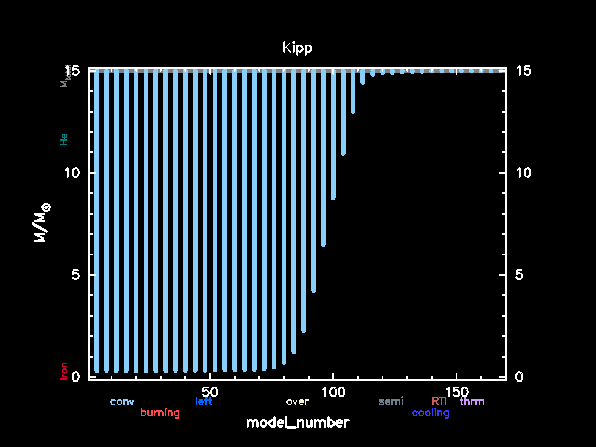 Kipp
15 15
He
10 10
M/M☉
5 5
Iron
0 0
50 100 150
conv left over semi RTI thrm
burning cooling
model_number